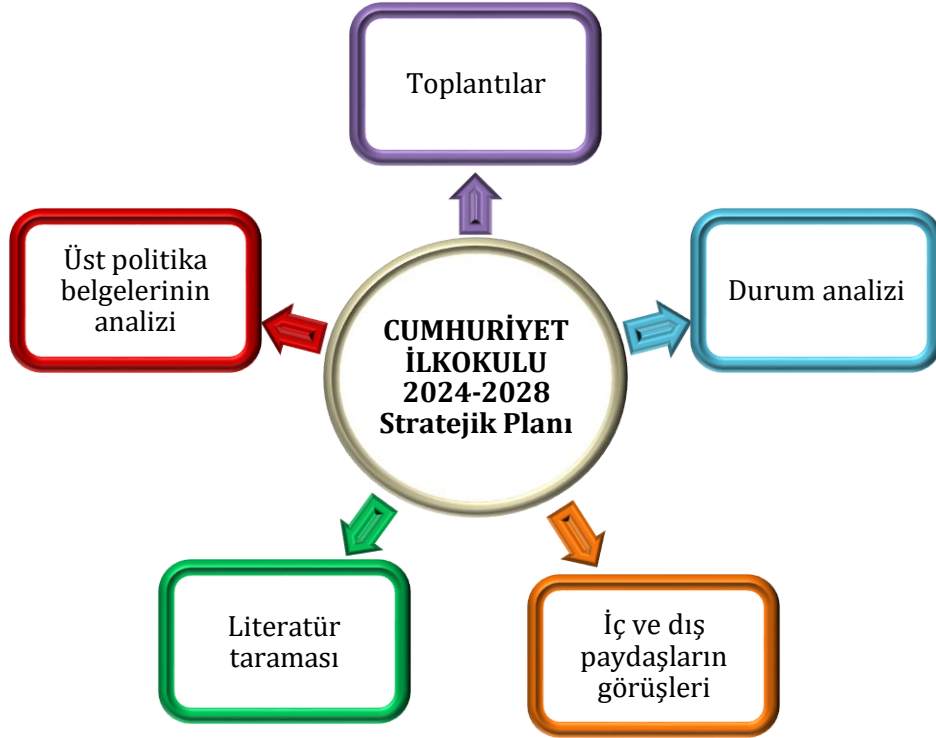 Toplantılar
Üst politika
belgelerinin
analizi
Durum analizi
CUMHURİYET
İLKOKULU
2024-2028
Stratejik Planı
Literatür
taraması
İç ve dış
paydaşların
görüşleri